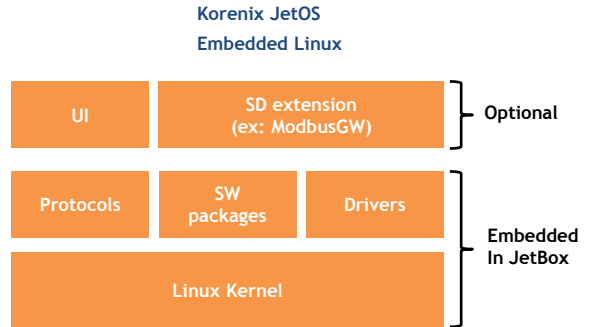 Korenix JetOS
Embedded Linux
UI
SD extension
(ex: ModbusGW)
Optional
Protocols
SW
packages
Drivers
Embedded
In JetBox
Linux Kernel